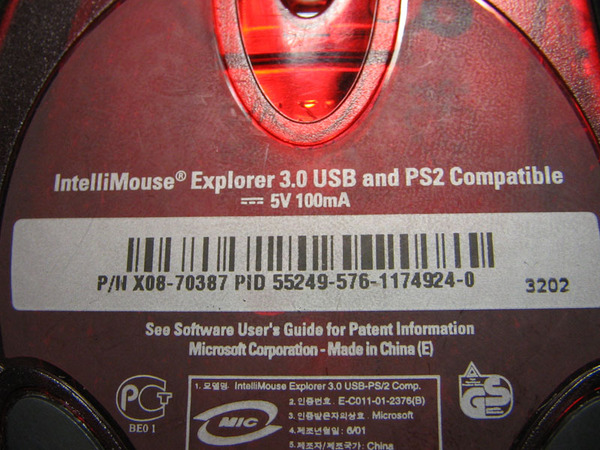 IntelliMouse® Explorer 3.0 USB and PS2 Compatible
⎓ 5V 100mA
P/N X08-70387 PID 55249-576-1174924-0
3202
See Software User's Guide for Patent Information
Microsoft Corporation - Made in China (E)
PCT
BE01
MIC
1. 모델명: IntelliMouse Explorer 3.0 USB-PS/2 Comp.
2. 인증번호: E-C011-01-2376(B)
3. 인증받은자의상호: Microsoft
4. 제조년월일: 6/01
5. 제조자/제조국가: China
GS